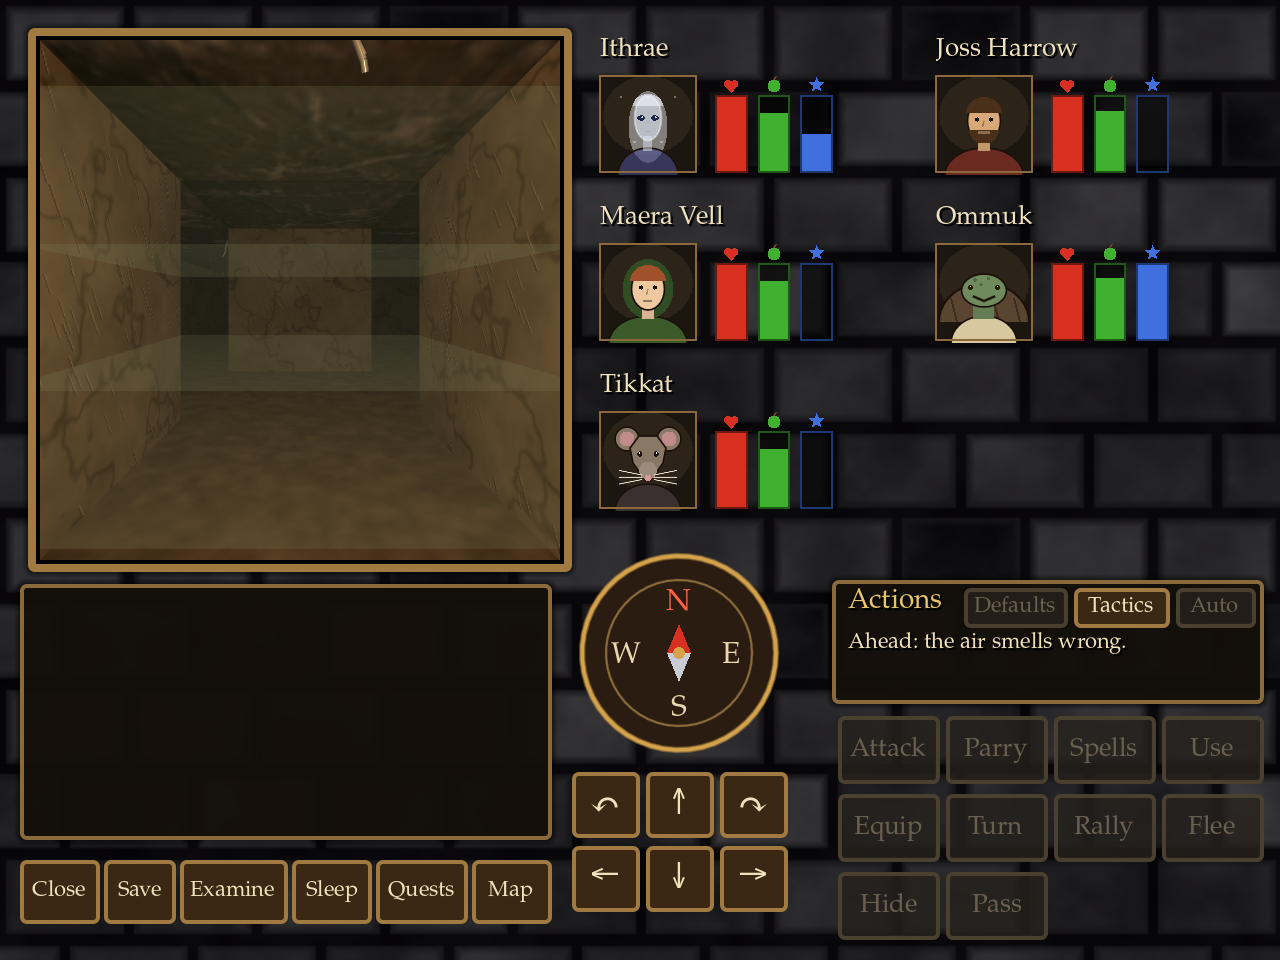 Ithrae
Joss Harrow
Maera Vell
Ommuk
Tikkat
N
W E
S
Actions Defaults Tactics Auto
Ahead: the air smells wrong.
Attack Parry Spells Use
Equip Turn Rally Flee
Hide Pass
Close Save Examine Sleep Quests Map